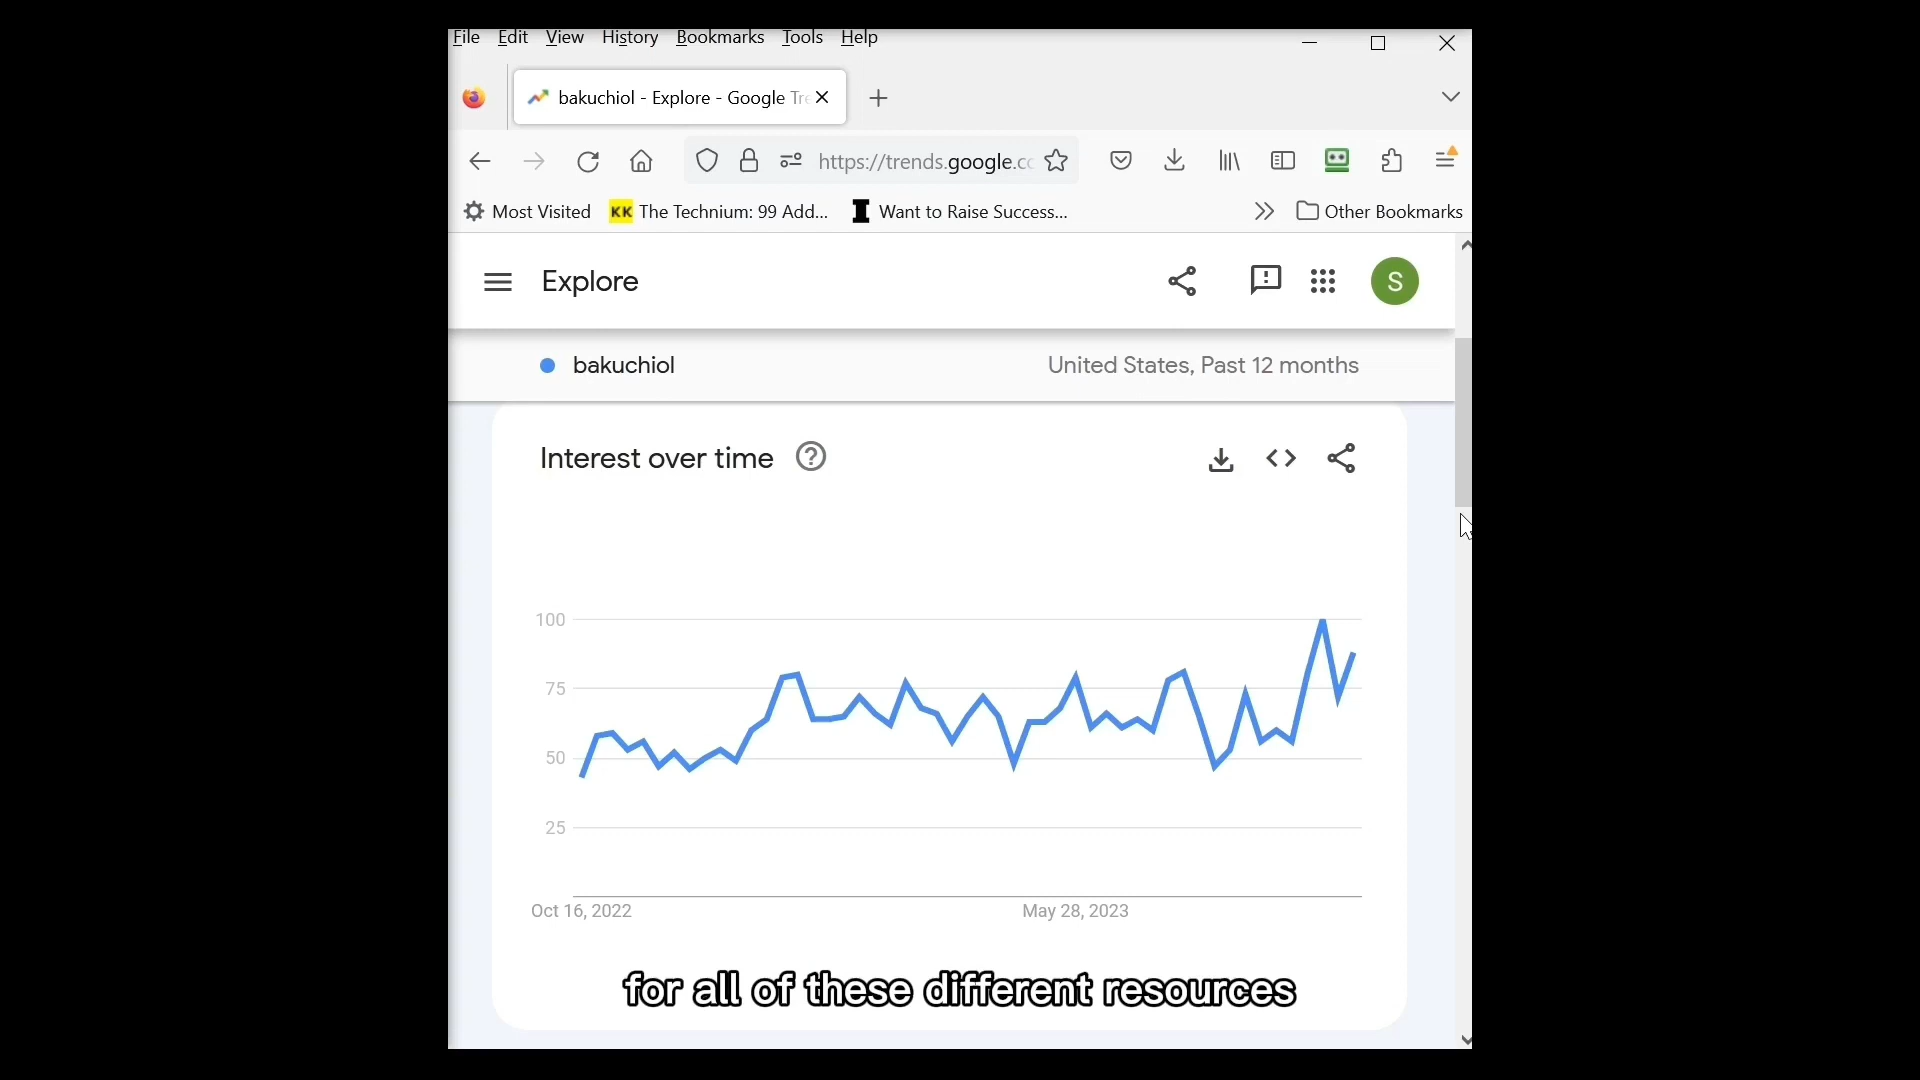 File Edit View History Bookmarks Tools Help
bakuchiol - Explore - Google Tre
https://trends.google.cc
Most Visited KK The Technium: 99 Add... I Want to Raise Success... Other Bookmarks
Explore S
bakuchiol United States, Past 12 months
Interest over time
100
75
50
25
Oct 16, 2022 May 28, 2023
for all of these different resources